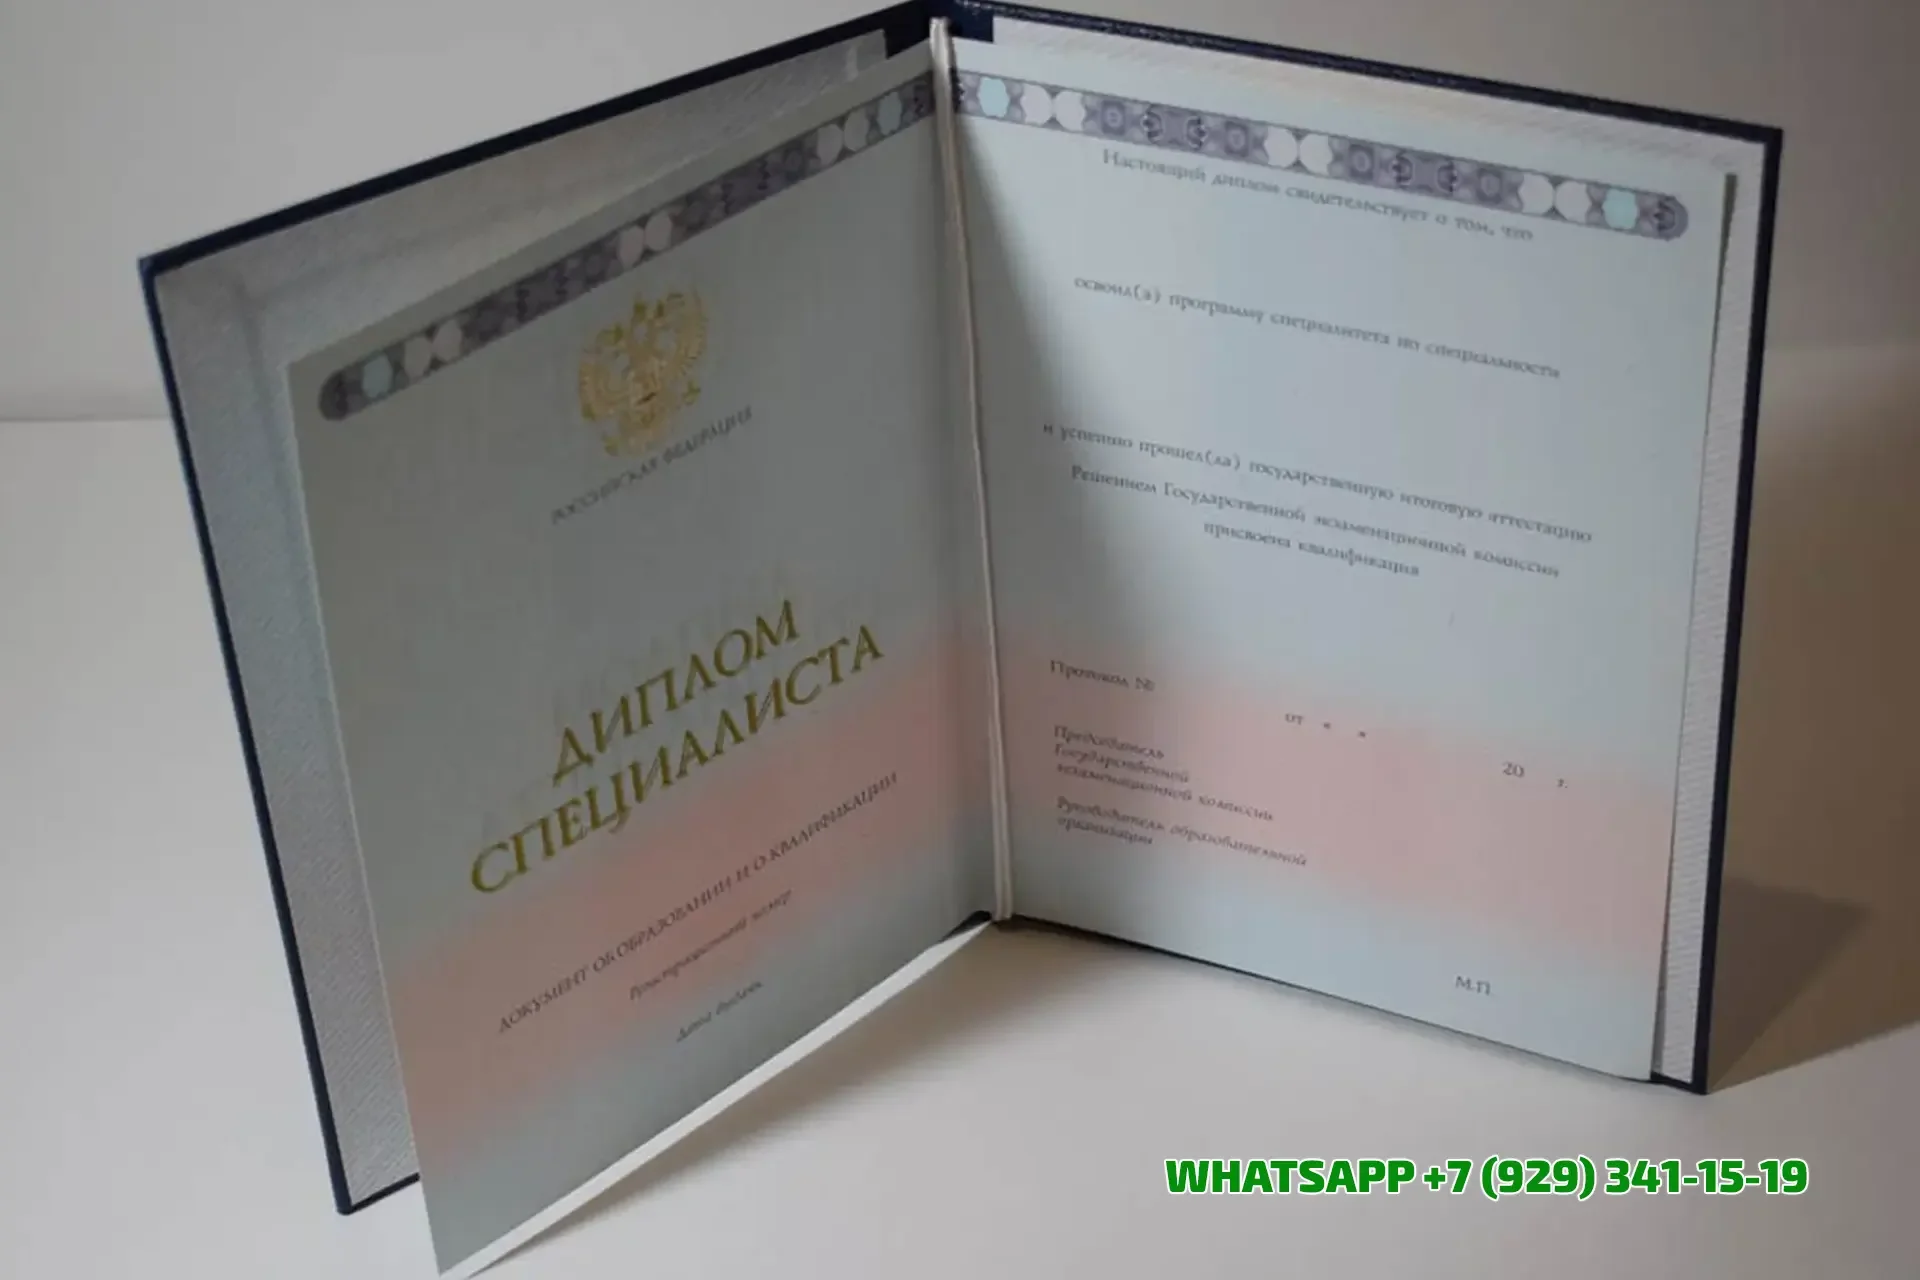 РОССИЙСКАЯ ФЕДЕРАЦИЯ
ДИПЛОМ
СПЕЦИАЛИСТА
ДОКУМЕНТ ОБ ОБРАЗОВАНИИ И О КВАЛИФИКАЦИИ
Регистрационный номер
Дата выдачи
Настоящий диплом свидетельствует о том, что
освоил(а) программу специалитета по специальности
и успешно прошел(ла) государственную итоговую аттестацию
Решением Государственной экзаменационной комиссии
присвоена квалификация
Протокол №
от « »
20 г.
Председатель
Государственной
экзаменационной комиссии
Руководитель образовательной
организации
М.П.
WHATSAPP +7 (929) 341-15-19